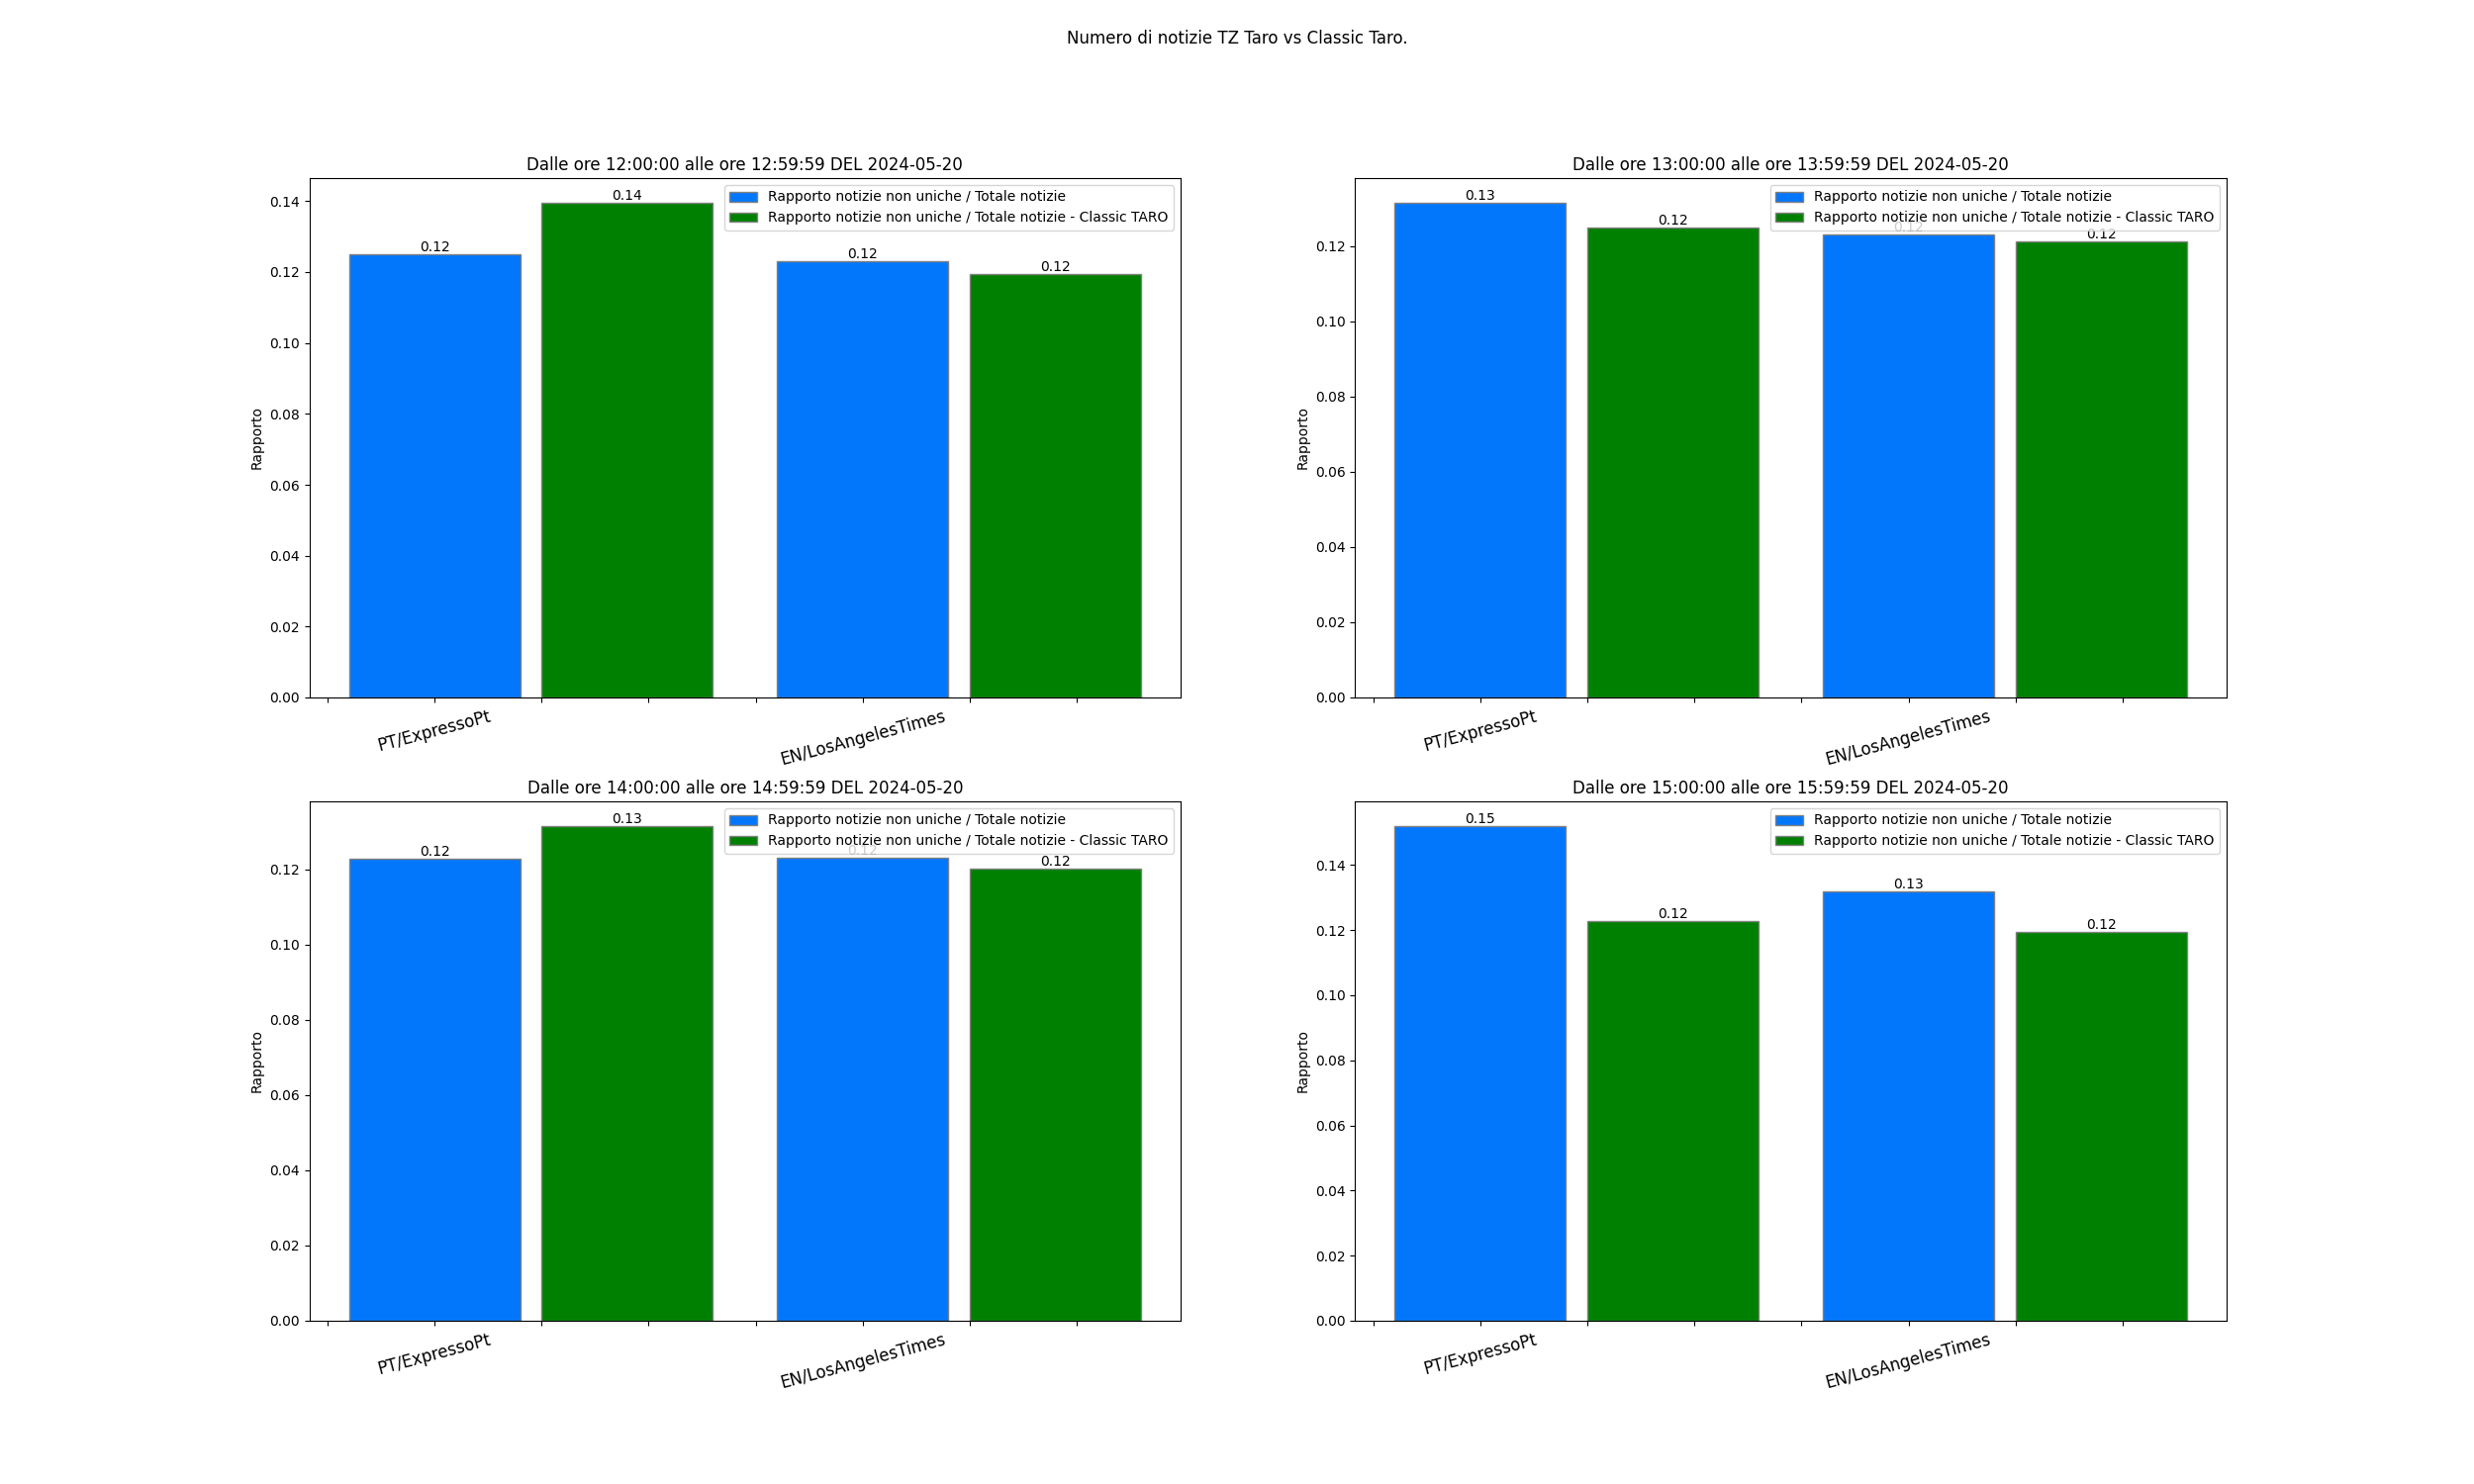 Numero di notizie TZ Taro vs Classic Taro.
Dalle ore 12:00:00 alle ore 12:59:59 DEL 2024-05-20
Rapporto notizie non uniche / Totale notizie
Rapporto notizie non uniche / Totale notizie - Classic TARO
0.12
0.14
0.12
0.12
0.14
0.12
0.10
0.08
0.06
0.04
0.02
0.00
Rapporto
PT/ExpressoPt
EN/LosAngelesTimes
Dalle ore 13:00:00 alle ore 13:59:59 DEL 2024-05-20
Rapporto notizie non uniche / Totale notizie
Rapporto notizie non uniche / Totale notizie - Classic TARO
0.13
0.12
0.12
0.12
0.12
0.10
0.08
0.06
0.04
0.02
0.00
Rapporto
PT/ExpressoPt
EN/LosAngelesTimes
Dalle ore 14:00:00 alle ore 14:59:59 DEL 2024-05-20
Rapporto notizie non uniche / Totale notizie
Rapporto notizie non uniche / Totale notizie - Classic TARO
0.12
0.13
0.12
0.12
0.12
0.10
0.08
0.06
0.04
0.02
0.00
Rapporto
PT/ExpressoPt
EN/LosAngelesTimes
Dalle ore 15:00:00 alle ore 15:59:59 DEL 2024-05-20
Rapporto notizie non uniche / Totale notizie
Rapporto notizie non uniche / Totale notizie - Classic TARO
0.15
0.12
0.13
0.12
0.14
0.12
0.10
0.08
0.06
0.04
0.02
0.00
Rapporto
PT/ExpressoPt
EN/LosAngelesTimes